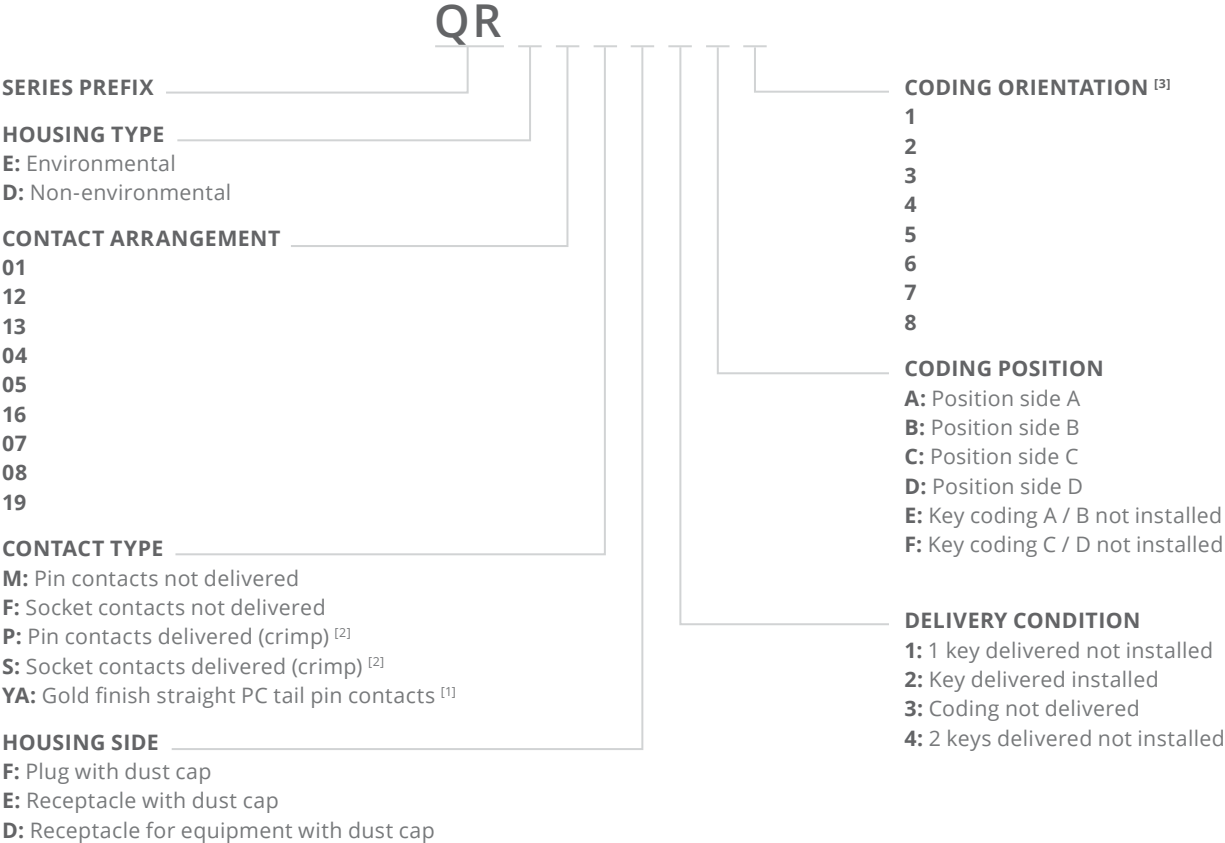 QR
SERIES PREFIX
HOUSING TYPE
E: Environmental
D: Non-environmental
CONTACT ARRANGEMENT
01
12
13
04
05
16
07
08
19
CONTACT TYPE
M: Pin contacts not delivered
F: Socket contacts not delivered
P: Pin contacts delivered (crimp) [2]
S: Socket contacts delivered (crimp) [2]
YA: Gold finish straight PC tail pin contacts [1]
HOUSING SIDE
F: Plug with dust cap
E: Receptacle with dust cap
D: Receptacle for equipment with dust cap
CODING ORIENTATION [3]
1
2
3
4
5
6
7
8
CODING POSITION
A: Position side A
B: Position side B
C: Position side C
D: Position side D
E: Key coding A / B not installed
F: Key coding C / D not installed
DELIVERY CONDITION
1: 1 key delivered not installed
2: Key delivered installed
3: Coding not delivered
4: 2 keys delivered not installed